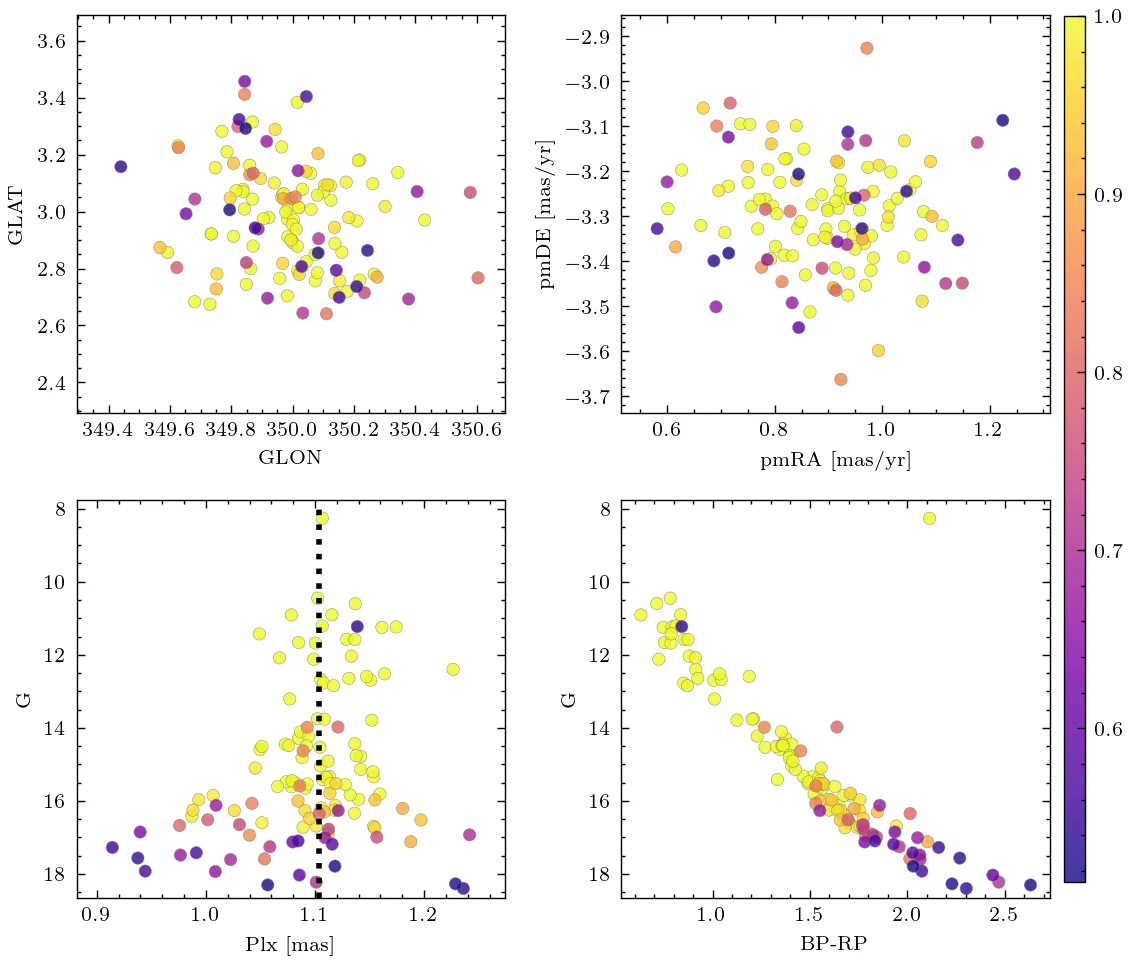 3.6
3.4
3.2
3.0
2.8
2.6
2.4
GLAT
349.4 349.6 349.8 350.0 350.2 350.4 350.6
GLON
−2.9
−3.0
−3.1
−3.2
−3.3
−3.4
−3.5
−3.6
−3.7
pmDE [mas/yr]
0.6 0.8 1.0 1.2
pmRA [mas/yr]
1.0
0.9
0.8
0.7
0.6
8
10
12
14
16
18
G
0.9 1.0 1.1 1.2
Plx [mas]
8
10
12
14
16
18
G
1.0 1.5 2.0 2.5
BP-RP